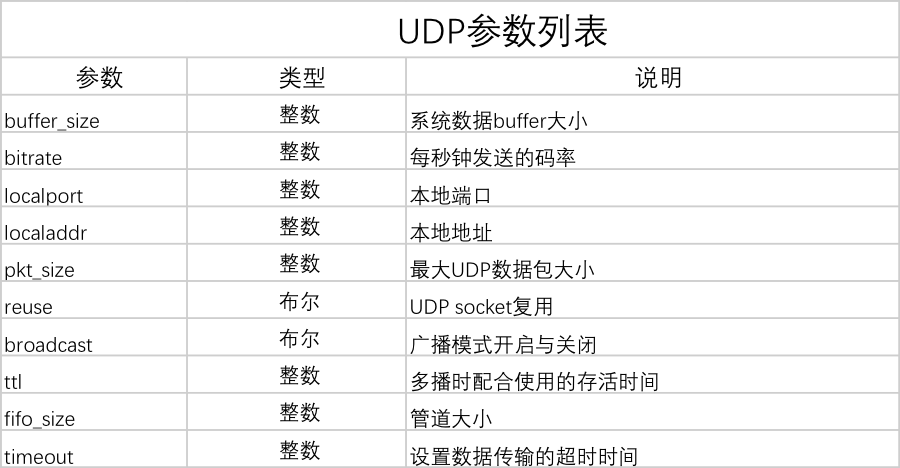 UDP参数列表
参数 类型 说明
buffer_size 整数 系统数据buffer大小
bitrate 整数 每秒钟发送的码率
localport 整数 本地端口
localaddr 整数 本地地址
pkt_size 整数 最大UDP数据包大小
reuse 布尔 UDP socket复用
broadcast 布尔 广播模式开启与关闭
ttl 整数 多播时配合使用的存活时间
fifo_size 整数 管道大小
timeout 整数 设置数据传输的超时时间